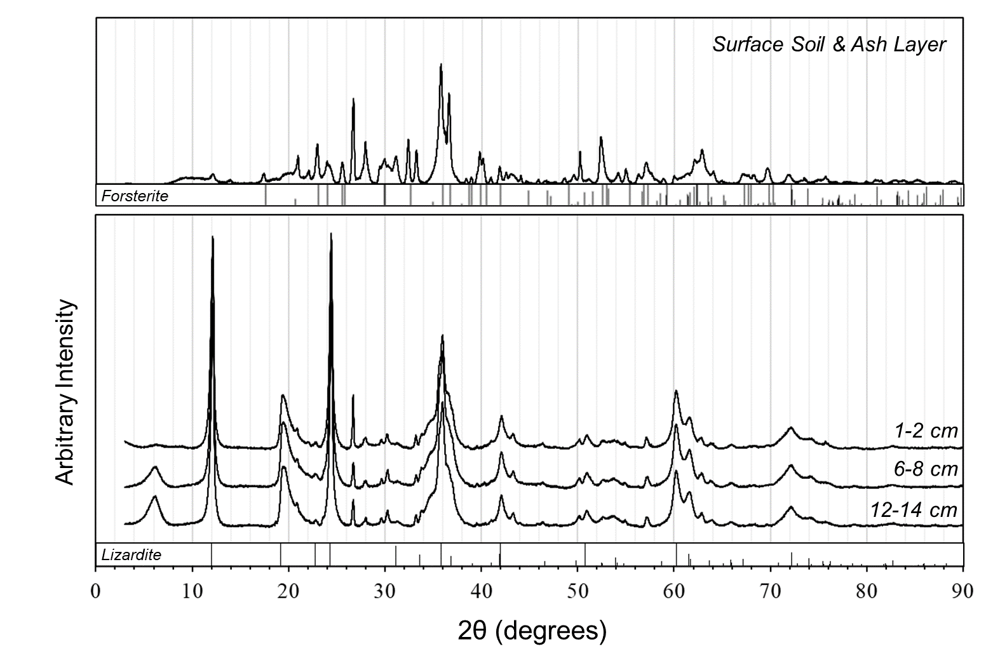 Surface Soil & Ash Layer
Forsterite
Arbitrary Intensity
1-2 cm
6-8 cm
12-14 cm
Lizardite
0 10 20 30 40 50 60 70 80 90
2θ (degrees)